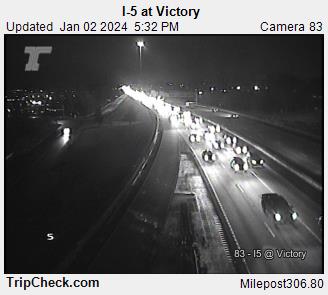 I-5 at Victory
Updated  Jan 02 2024  5:32 PM
Camera 83
T
S
83 - I5 @ Victory
TripCheck.com
Milepost306.80